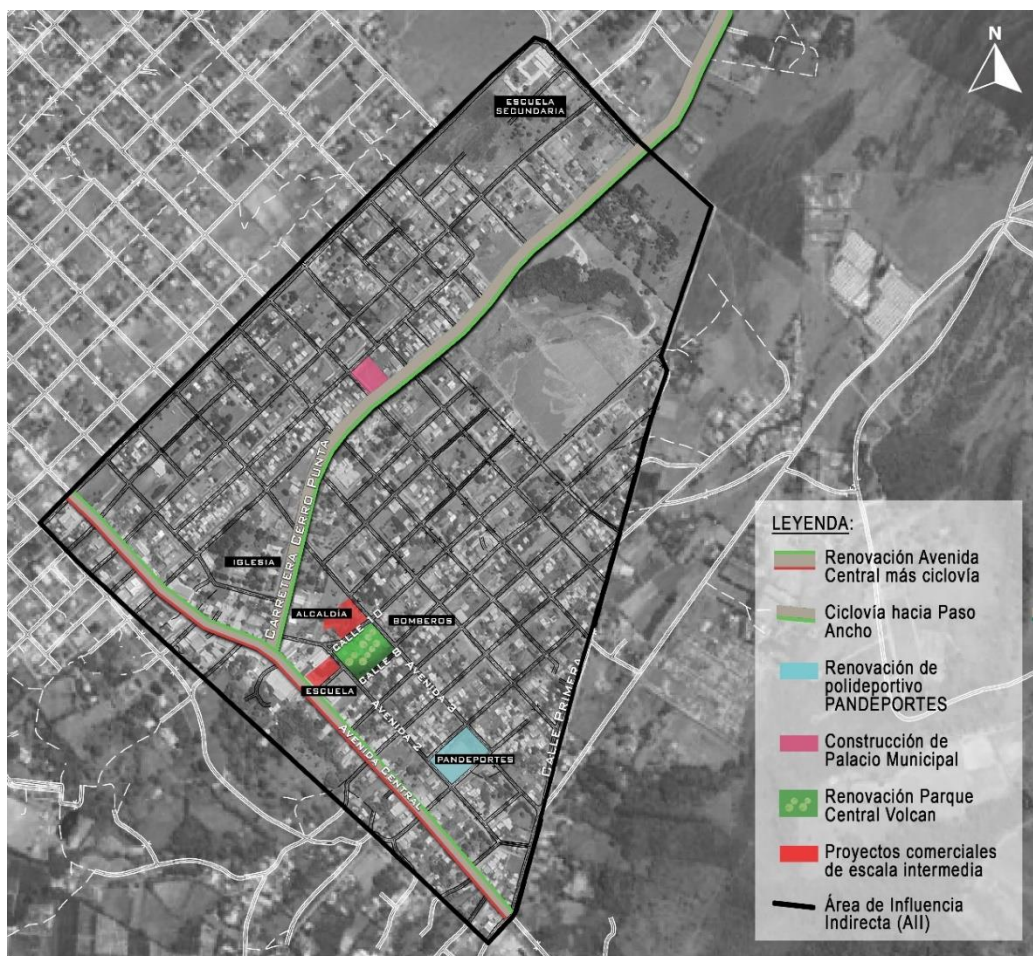 N
ESCUELA
SECUNDARIA
CARRETERA CERRO PUNTA
IGLESIA
ALCALDÍA
CALLE 10
BOMBEROS
CALLE 9
AVENIDA 3
ESCUELA
AVENIDA 2
AVENIDA CENTRAL
PANDEPORTES
CALLE PRIMERA
LEYENDA:
Renovación Avenida
Central más ciclovía
Ciclovía hacia Paso
Ancho
Renovación de
polideportivo
PANDEPORTES
Construcción de
Palacio Municipal
Renovación Parque
Central Volcan
Proyectos comerciales
de escala intermedia
Área de Influencia
Indirecta (AII)